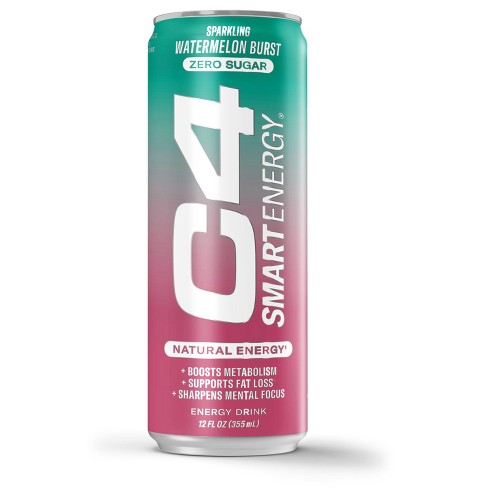 SPARKLING
WATERMELON BURST
ZERO SUGAR
C4
SMART ENERGY®
NATURAL ENERGY†
+ BOOSTS METABOLISM
+ SUPPORTS FAT LOSS
+ SHARPENS MENTAL FOCUS
ENERGY DRINK
12 FL OZ (355 mL)